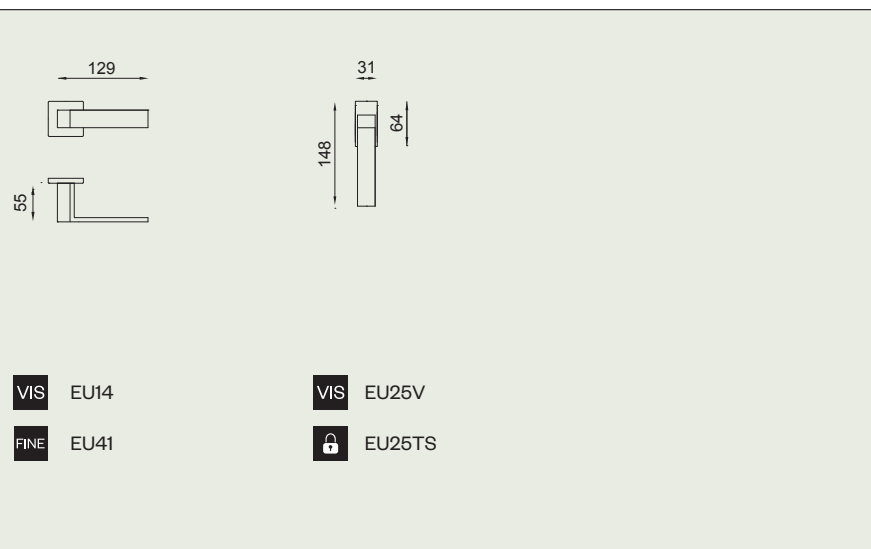 129
55
31
148
64
VIS EU14
FINE EU41
VIS EU25V
EU25TS